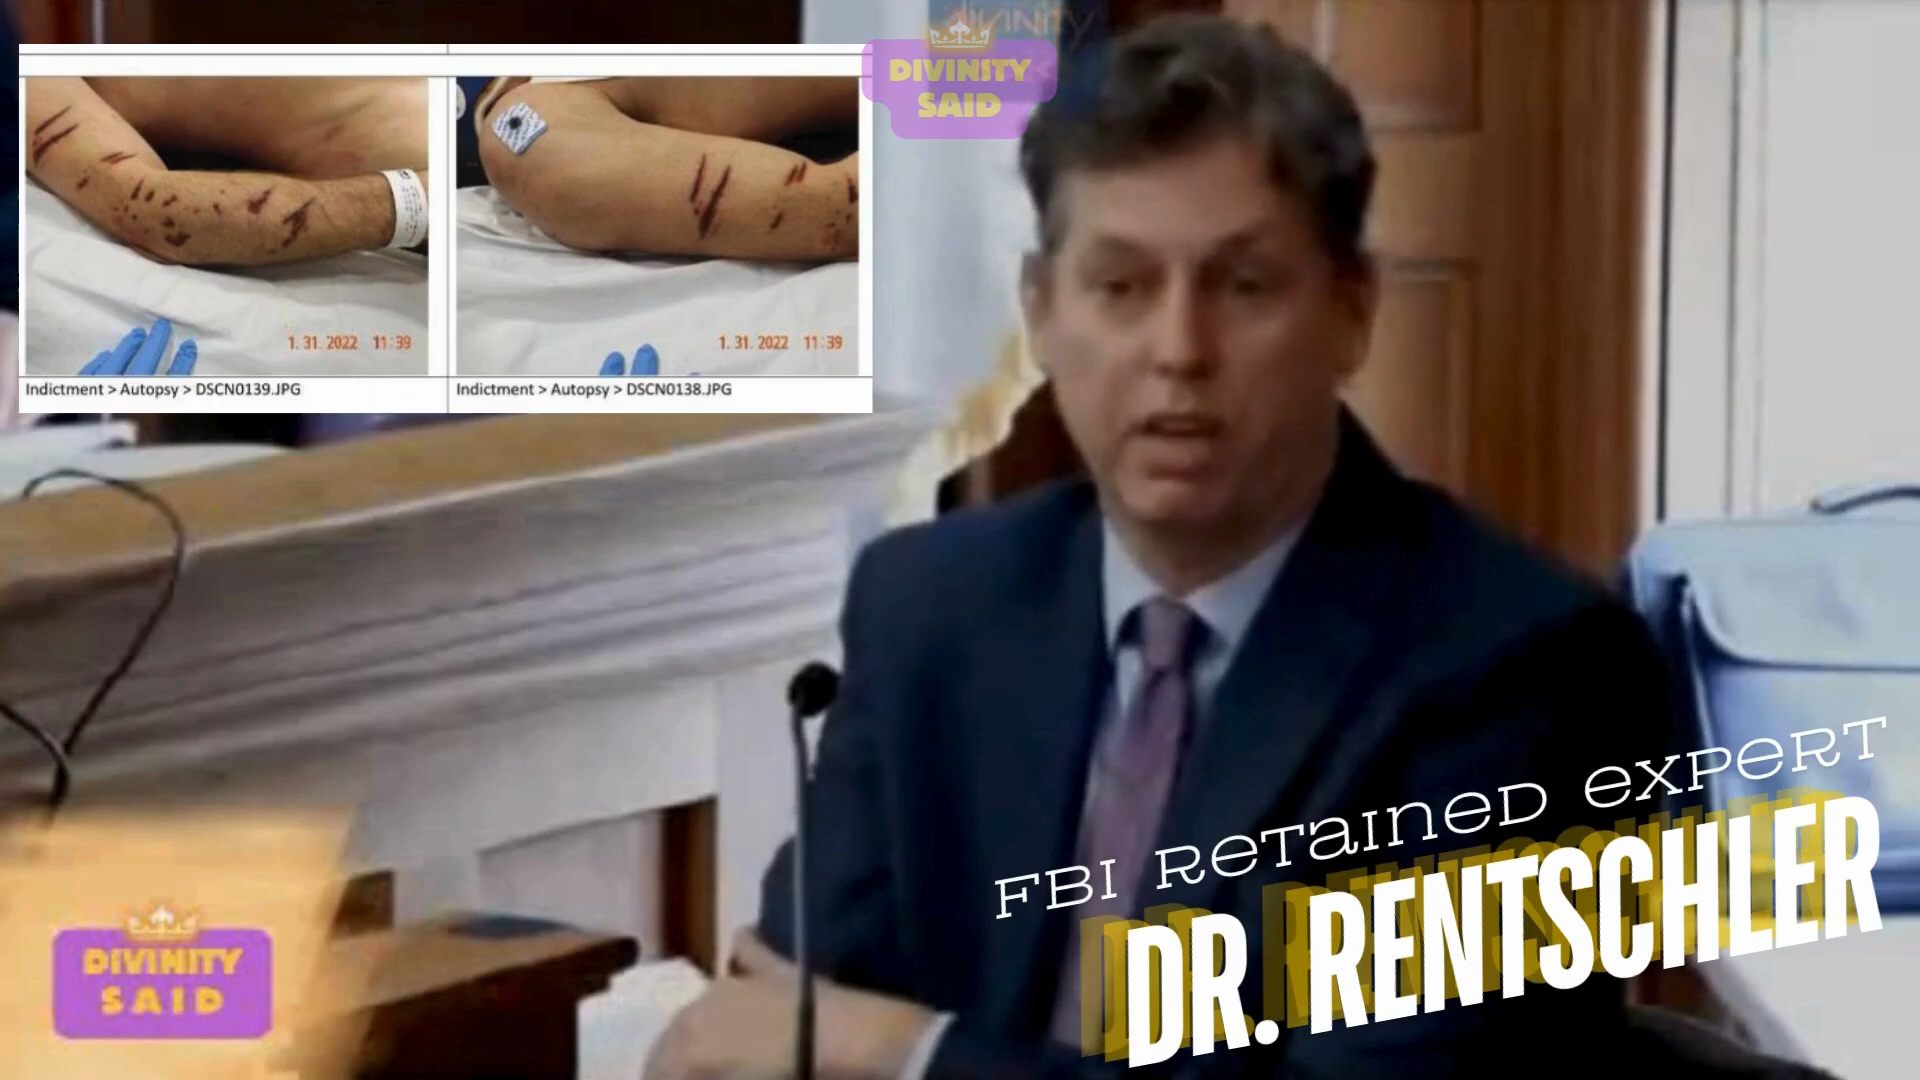 DIVINITY
DIVINITY
SAID
1. 31. 2022 11:39
1. 31. 2022 11:39
Indictment > Autopsy > DSCN0139.JPG
Indictment > Autopsy > DSCN0138.JPG
FBI RETAINED EXPERT
DR. RENTSCHLER
DIVINITY
SAID